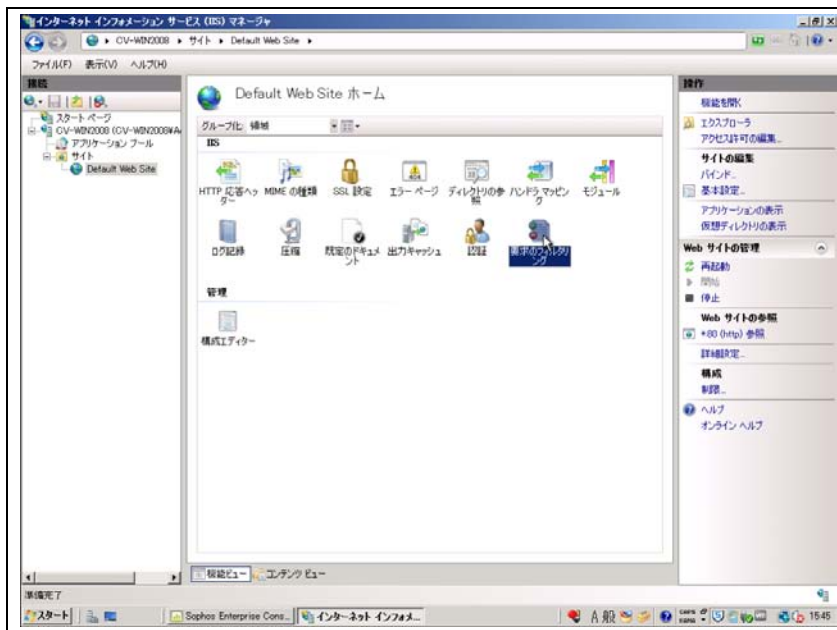 インターネット インフォメーション サービス (IIS) マネージャ
CV-WIN2008 サイト Default Web Site
ファイル(F) 表示(V) ヘルプ(H)
接続
スタート ページ
CV-WIN2008 (CV-WIN2008¥A
アプリケーション プール
サイト
Default Web Site
Default Web Site ホーム
グループ化: 領域
IIS
HTTP 応答ヘッダー
MIME の種類
SSL 設定
エラー ページ
ディレクトリの参照
ハンドラ マッピング
モジュール
ログ記録
圧縮
既定のドキュメント
出力キャッシュ
認証
要求のフィルタリング
管理
構成エディター
機能ビュー コンテンツ ビュー
操作
機能を開く
エクスプローラ
アクセス許可の編集...
サイトの編集
バインド...
基本設定...
アプリケーションの表示
仮想ディレクトリの表示
Web サイトの管理
再起動
開始
停止
Web サイトの参照
*:80 (http) 参照
詳細設定...
構成
制限...
ヘルプ
オンライン ヘルプ
準備完了
スタート
Sophos Enterprise Cons...
インターネット インフォメ...
A 般
CAPS
KANA
15:45